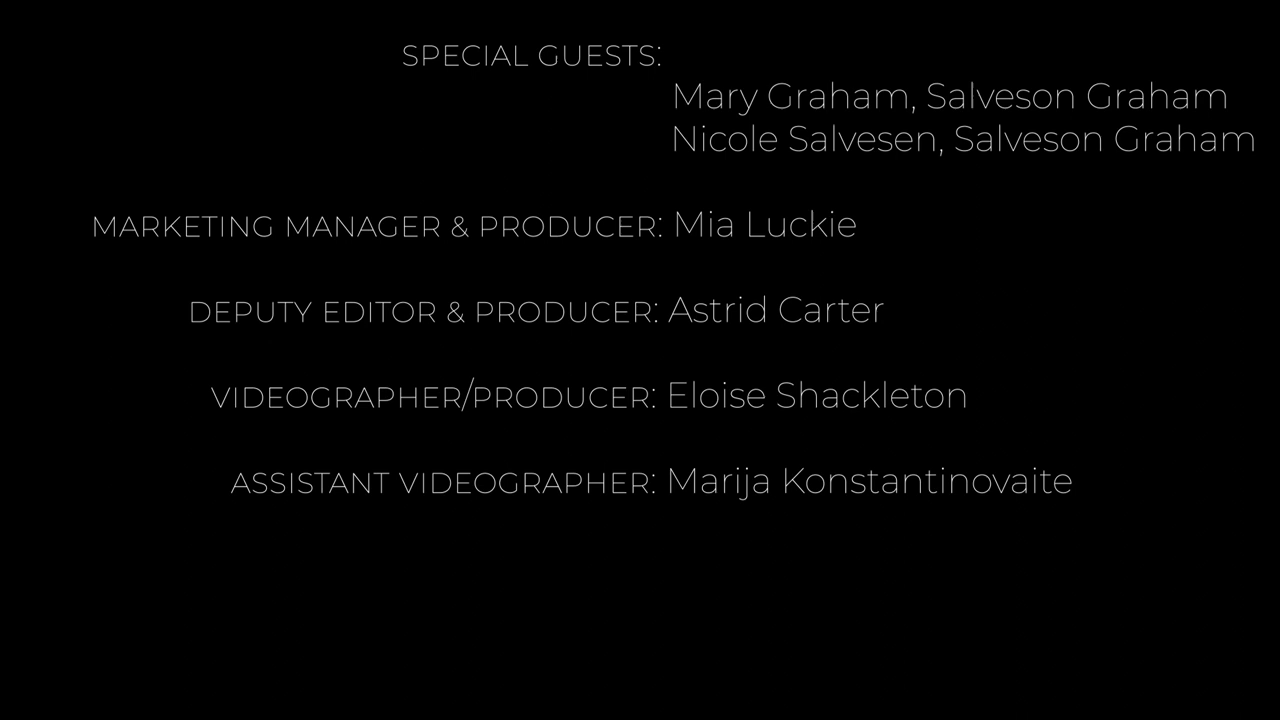 SPECIAL GUESTS:
Mary Graham, Salveson Graham
Nicole Salvesen, Salveson Graham
MARKETING MANAGER & PRODUCER: Mia Luckie
DEPUTY EDITOR & PRODUCER: Astrid Carter
VIDEOGRAPHER/PRODUCER: Eloise Shackleton
ASSISTANT VIDEOGRAPHER: Marija Konstantinovaite